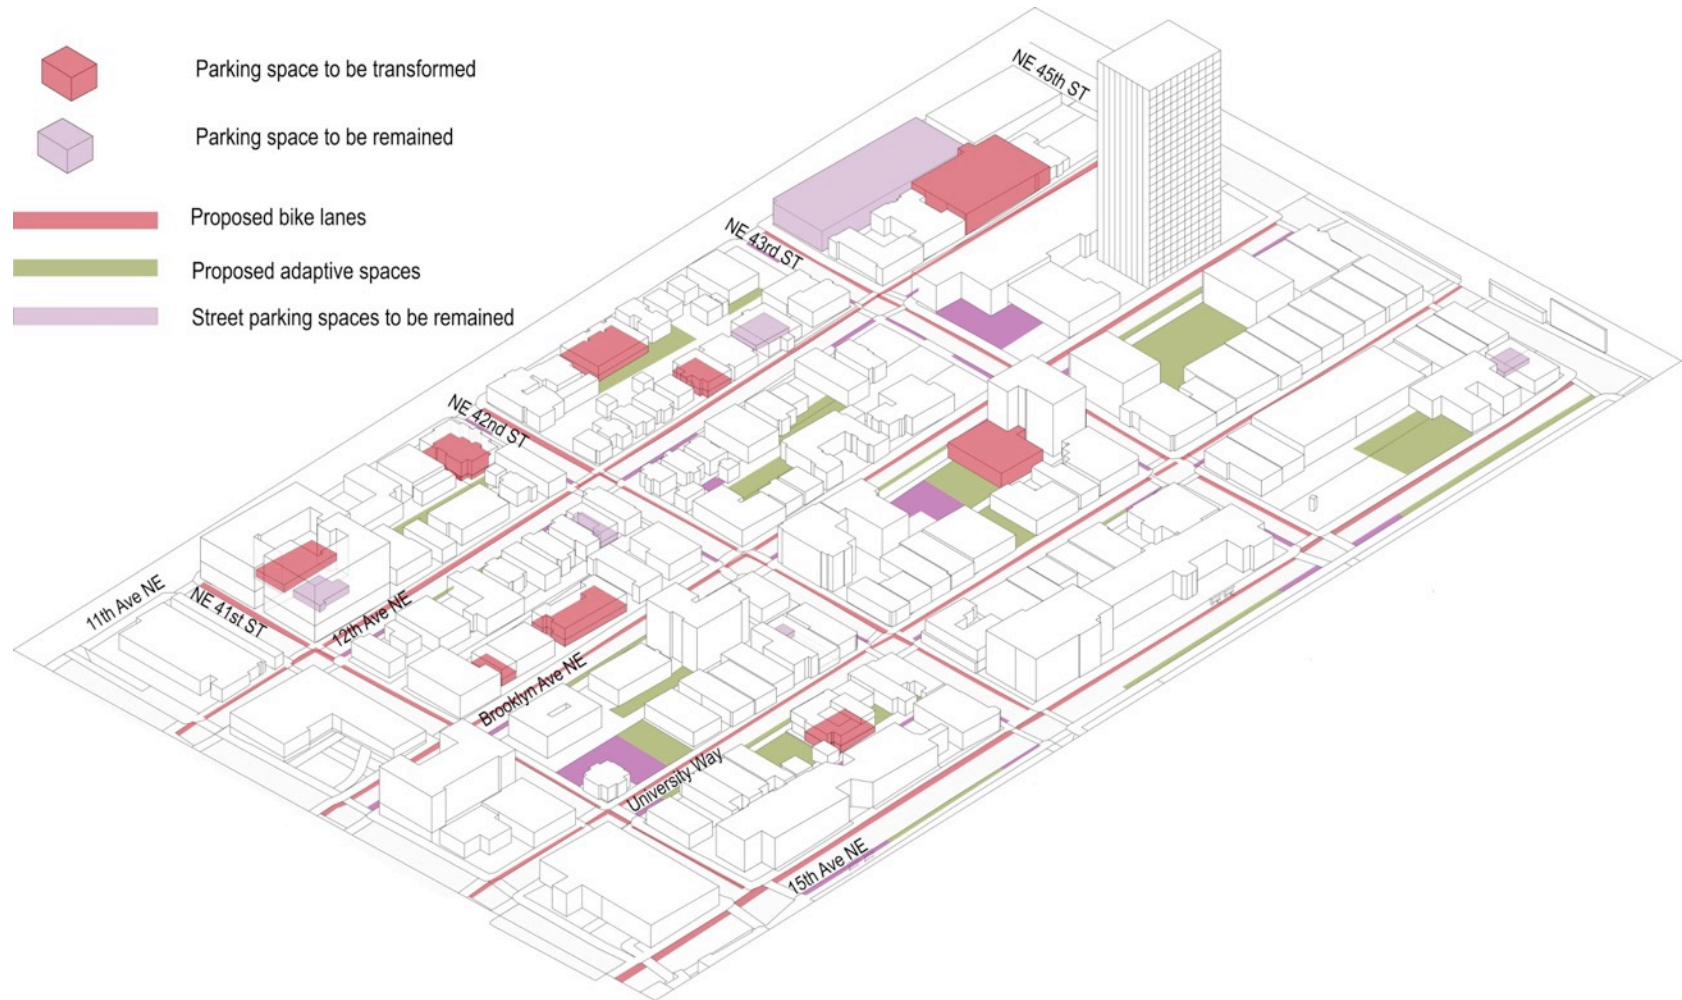 Parking space to be transformed
Parking space to be remained
Proposed bike lanes
Proposed adaptive spaces
Street parking spaces to be remained
NE 45th ST
NE 43rd ST
NE 42nd ST
11th Ave NE
NE 41st ST
12th Ave NE
Brooklyn Ave NE
University Way
15th Ave NE